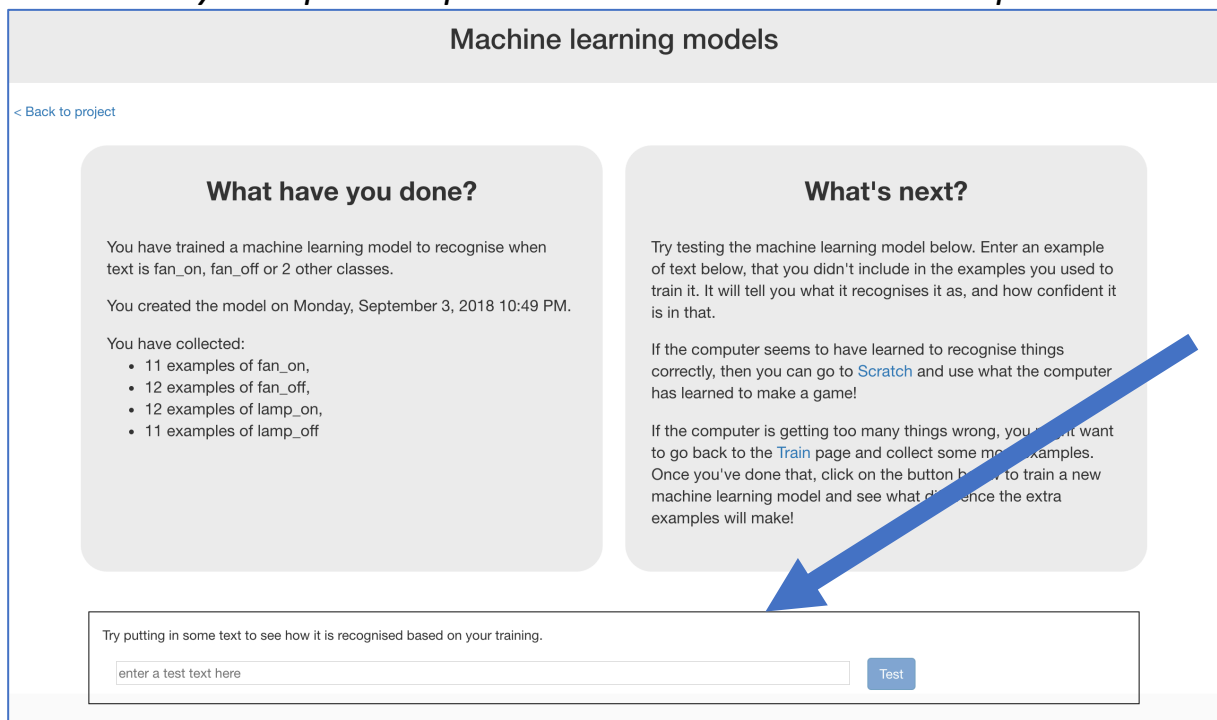 Machine learning models
< Back to project
What have you done?
You have trained a machine learning model to recognise when
text is fan_on, fan_off or 2 other classes.
You created the model on Monday, September 3, 2018 10:49 PM.
You have collected:
• 11 examples of fan_on,
• 12 examples of fan_off,
• 12 examples of lamp_on,
• 11 examples of lamp_off
What's next?
Try testing the machine learning model below. Enter an example
of text below, that you didn't include in the examples you used to
train it. It will tell you what it recognises it as, and how confident it
is in that.
If the computer seems to have learned to recognise things
correctly, then you can go to Scratch and use what the computer
has learned to make a game!
If the computer is getting too many things wrong, you want
to go back to the Train page and collect some examples.
Once you've done that, click on the button to train a new
machine learning model and see what the extra
examples will make!
Try putting in some text to see how it is recognised based on your training.
enter a test text here
Test